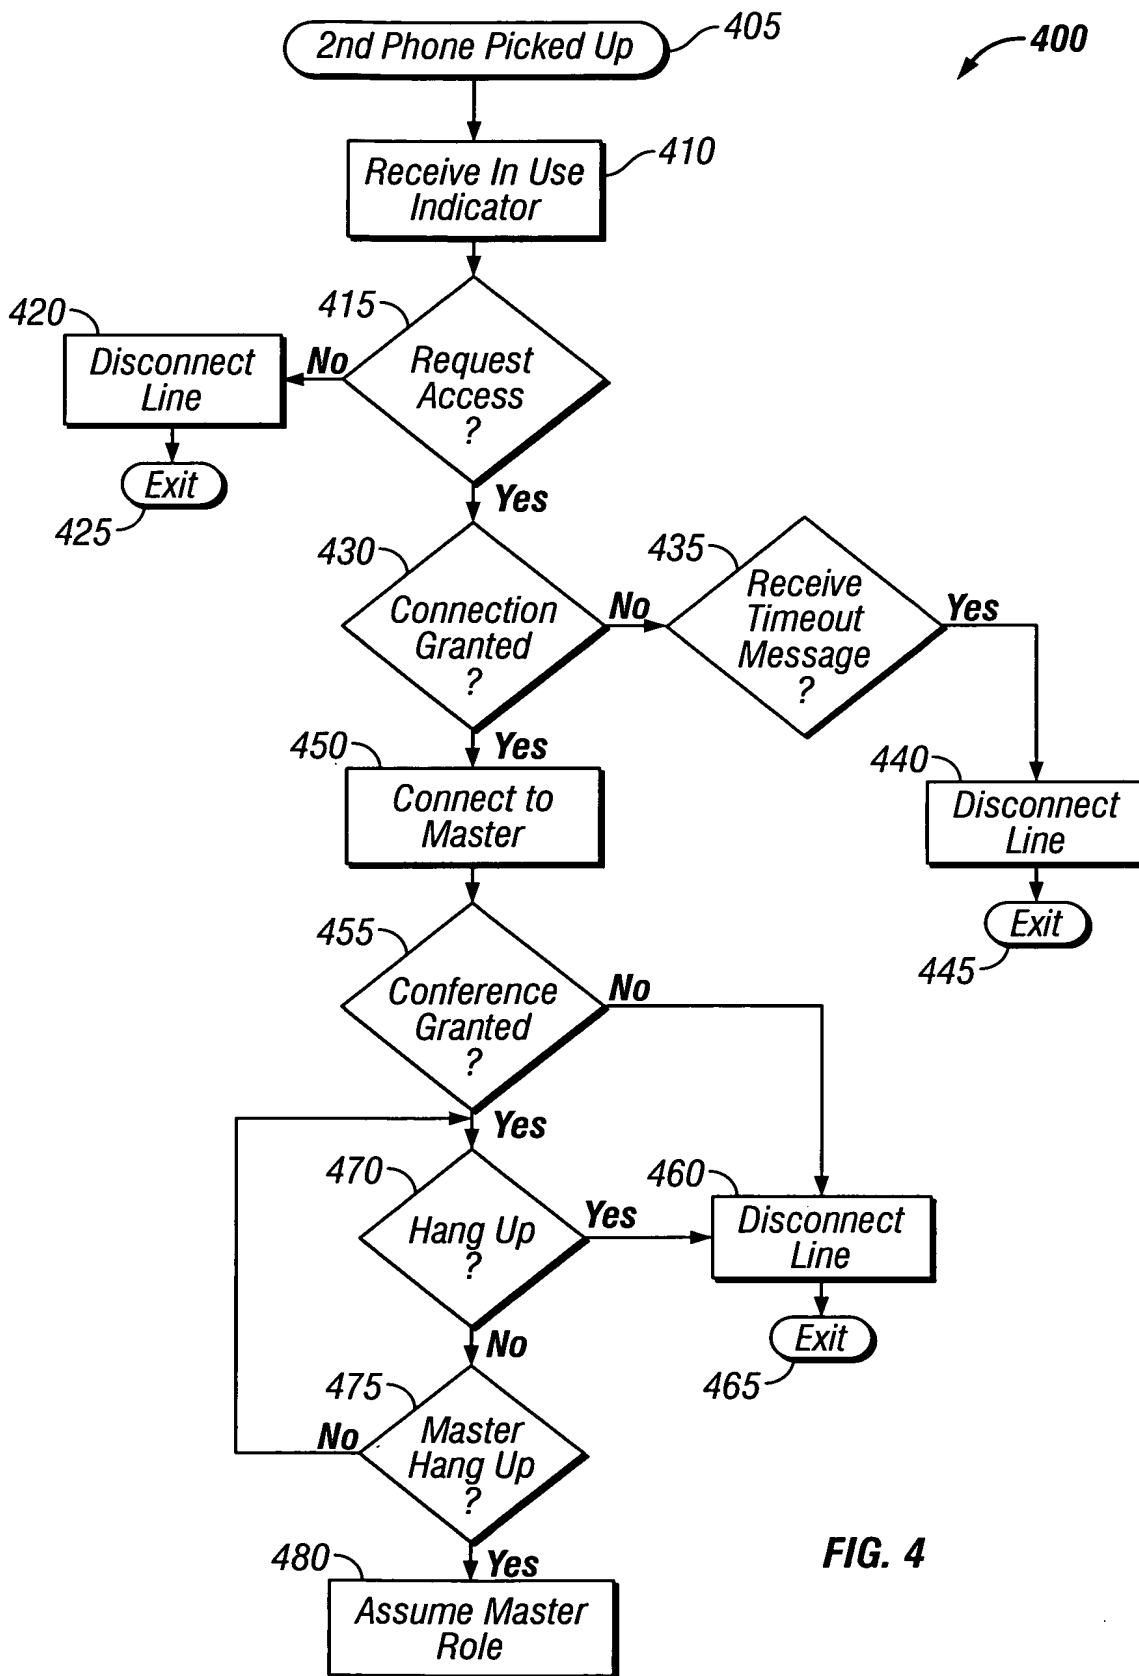 2nd Phone Picked Up
405
400
Receive In Use
Indicator
410
415
Request
Access
?
No
420
Disconnect
Line
Exit
425
Yes
430
Connection
Granted
?
No
435
Receive
Timeout
Message
?
Yes
440
Disconnect
Line
Exit
445
Yes
450
Connect to
Master
455
Conference
Granted
?
No
Yes
470
Hang Up
?
Yes
460
Disconnect
Line
Exit
465
No
475
Master
Hang Up
?
No
Yes
480
Assume Master
Role
FIG. 4